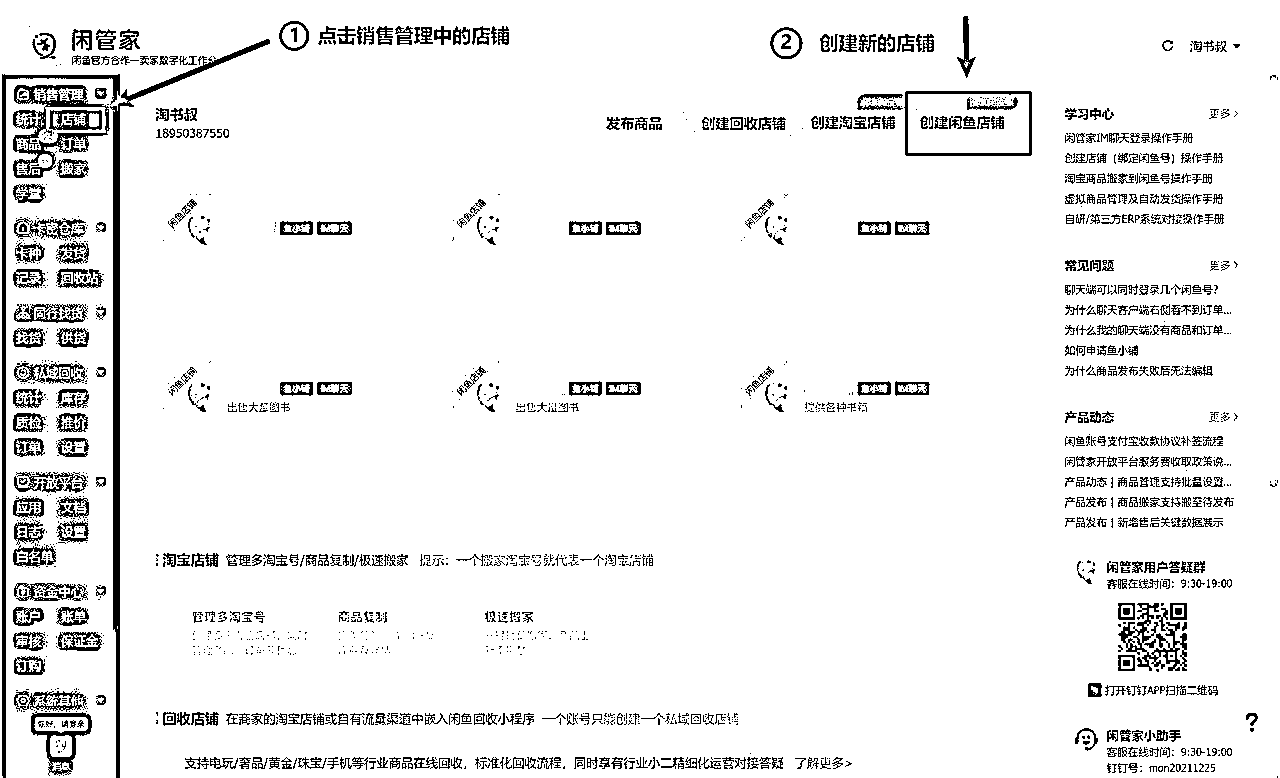 闲管家
闲鱼官方合作一卖家数字化工作台
① 点击销售管理中的店铺
② 创建新的店铺
淘书叔
销售管理
统计 店铺
商品 订单
售后 搬家
学堂
卡密仓库
卡种 发货
记录 回收站
同行找货
找货 供货
私域回收
统计 库存
质检 推价
订单 设置
开放平台
应用 文档
日志 设置
白名单
资金中心
账户 账单
审核 保证金
订购
系统其他
淘书叔
18950387550
发布商品 创建回收店铺 创建淘宝店铺 创建闲鱼店铺
闲鱼店铺 鱼小铺 IM聊天
闲鱼店铺 鱼小铺 IM聊天
闲鱼店铺 鱼小铺 IM聊天
闲鱼店铺 鱼小铺 IM聊天
出售大量图书
闲鱼店铺 鱼小铺 IM聊天
出售大量图书
闲鱼店铺 鱼小铺 IM聊天
提供各种书籍
淘宝店铺 管理多淘宝号/商品复制/极速搬家 提示：一个搬家淘宝号就代表一个淘宝店铺
管理多淘宝号 商品复制 极速搬家
回收店铺 在商家的淘宝店铺或自有流量渠道中嵌入闲鱼回收小程序 一个账号只能创建一个私域回收店铺
支持电玩/奢品/黄金/珠宝/手机等行业商品在线回收，标准化回收流程，同时享有行业小二精细化运营对接答疑 了解更多>
学习中心 更多>
闲管家IM聊天登录操作手册
创建店铺（绑定闲鱼号）操作手册
淘宝商品搬家到闲鱼号操作手册
虚拟商品管理及自动发货操作手册
自研/第三方ERP系统对接操作手册
常见问题 更多>
聊天端可以同时登录几个闲鱼号?
为什么聊天客户端右侧看不到订单...
为什么我的聊天端没有商品和订单...
如何申请鱼小铺
为什么商品发布失败后无法编辑
产品动态 更多>
闲鱼账号支付宝收款协议补签流程
闲管家开放平台服务费收取政策说...
产品动态 | 商品管理支持批量设置...
产品发布 | 商品搬家支持搬至待发布
产品发布 | 新增售后关键数据展示
闲管家用户答疑群
客服在线时间：9:30-19:00
打开钉钉APP扫描二维码
闲管家小助手
客服在线时间：9:30-19:00
钉钉号：mon20211225
?